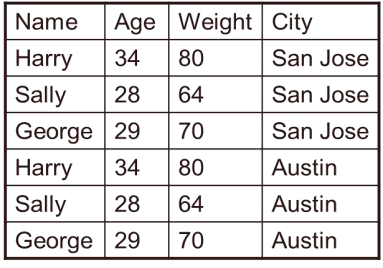 Name Age Weight City
Harry 34 80 San Jose
Sally 28 64 San Jose
George 29 70 San Jose
Harry 34 80 Austin
Sally 28 64 Austin
George 29 70 Austin